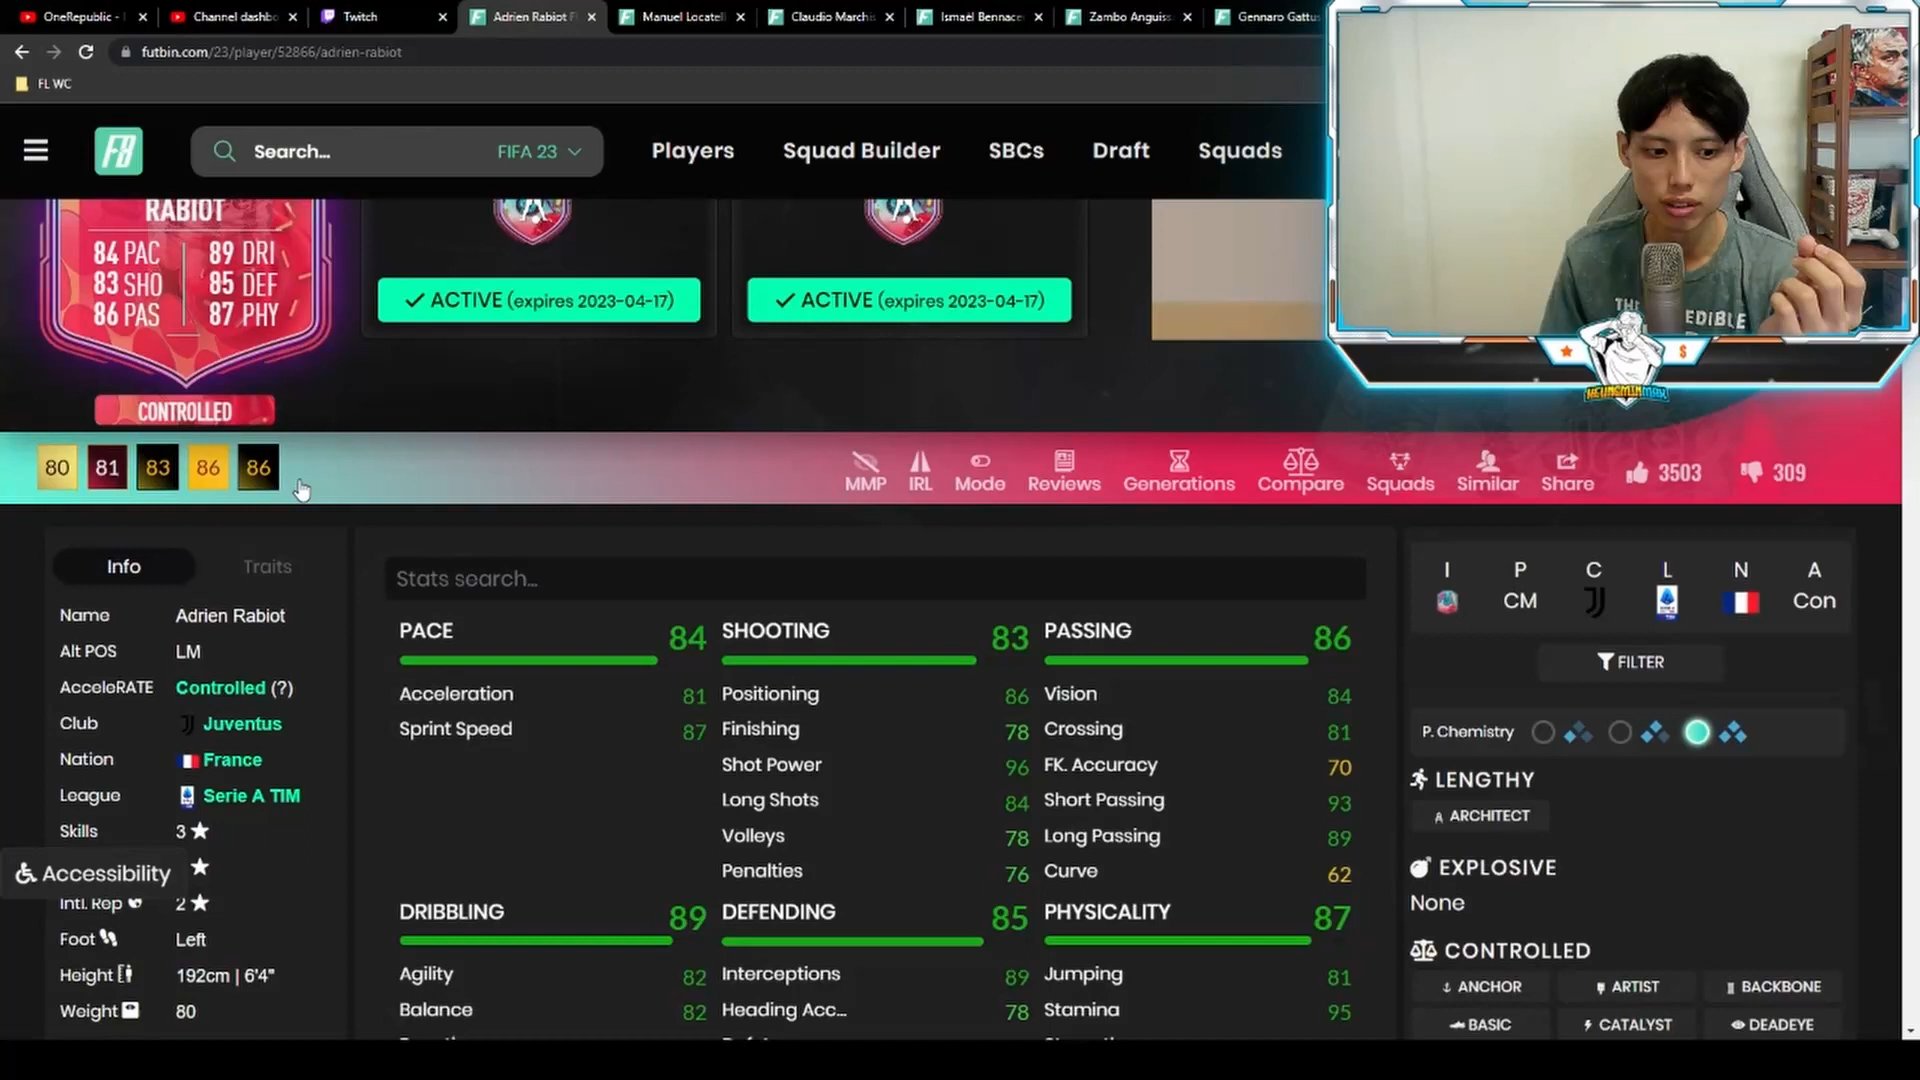 OneRepublic -
Channel dashbo
Twitch
Adrien Rabiot F
Manuel Locatell
Claudio Marchis
Ismaël Bennace
Zambo Anguiss
Gennaro Gattus
futbin.com/23/player/52866/adrien-rabiot
FL WC
Search...
FIFA 23
Players
Squad Builder
SBCs
Draft
Squads
RABIOT
84 PAC
89 DRI
83 SHO
85 DEF
86 PAS
87 PHY
CONTROLLED
ACTIVE (expires 2023-04-17)
ACTIVE (expires 2023-04-17)
EDIBLE
HEUNGMINMAX
80
81
83
86
86
MMP
IRL
Mode
Reviews
Generations
Compare
Squads
Similar
Share
3503
309
Info
Traits
Name Adrien Rabiot
Alt POS LM
AcceleRATE Controlled (?)
Club Juventus
Nation France
League Serie A TIM
Skills 3
Accessibility
Intl. Rep 2
Foot Left
Height 192cm | 6'4"
Weight 80
Stats search...
PACE 84
Acceleration 81
Sprint Speed 87
SHOOTING 83
Positioning 86
Finishing 78
Shot Power 96
Long Shots 84
Volleys 78
Penalties 76
PASSING 86
Vision 84
Crossing 81
FK. Accuracy 70
Short Passing 93
Long Passing 89
Curve 62
DRIBBLING 89
Agility 82
Balance 82
DEFENDING 85
Interceptions 89
Heading Acc... 78
PHYSICALITY 87
Jumping 81
Stamina 95
I P C L N A
CM Con
FILTER
P. Chemistry
LENGTHY
ARCHITECT
EXPLOSIVE
None
CONTROLLED
ANCHOR
ARTIST
BACKBONE
BASIC
CATALYST
DEADEYE